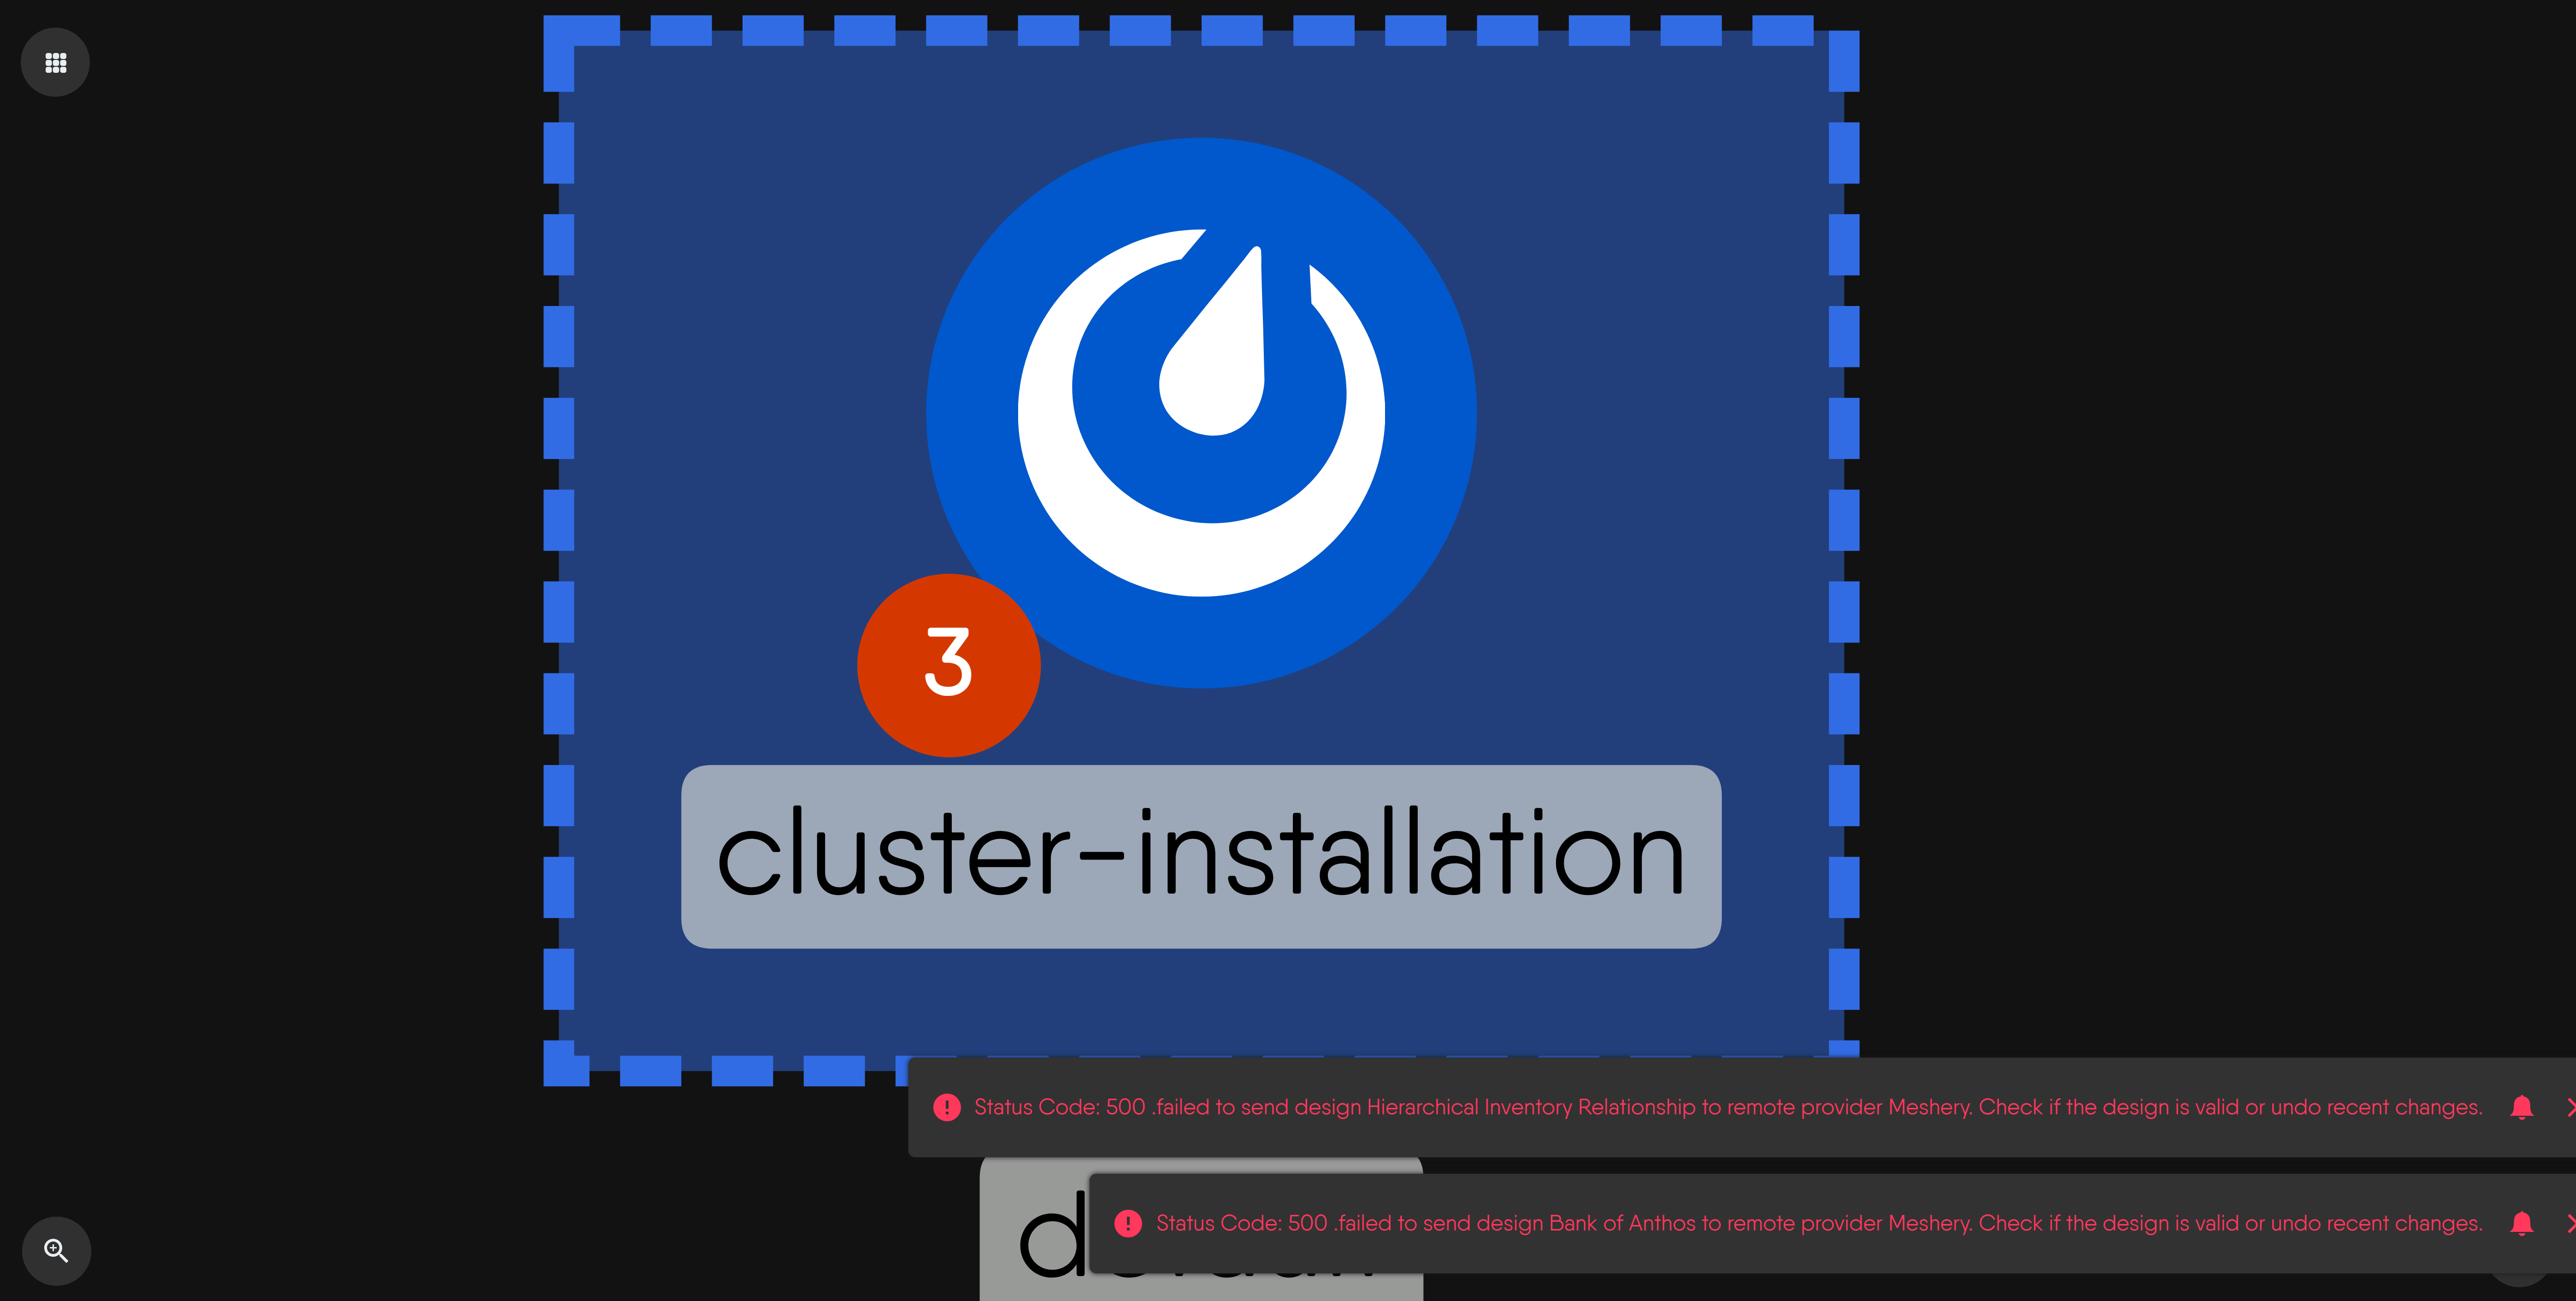 3
cluster-installation
Status Code: 500 .failed to send design Hierarchical Inventory Relationship to remote provider Meshery. Check if the design is valid or undo recent changes.
Status Code: 500 .failed to send design Bank of Anthos to remote provider Meshery. Check if the design is valid or undo recent changes.